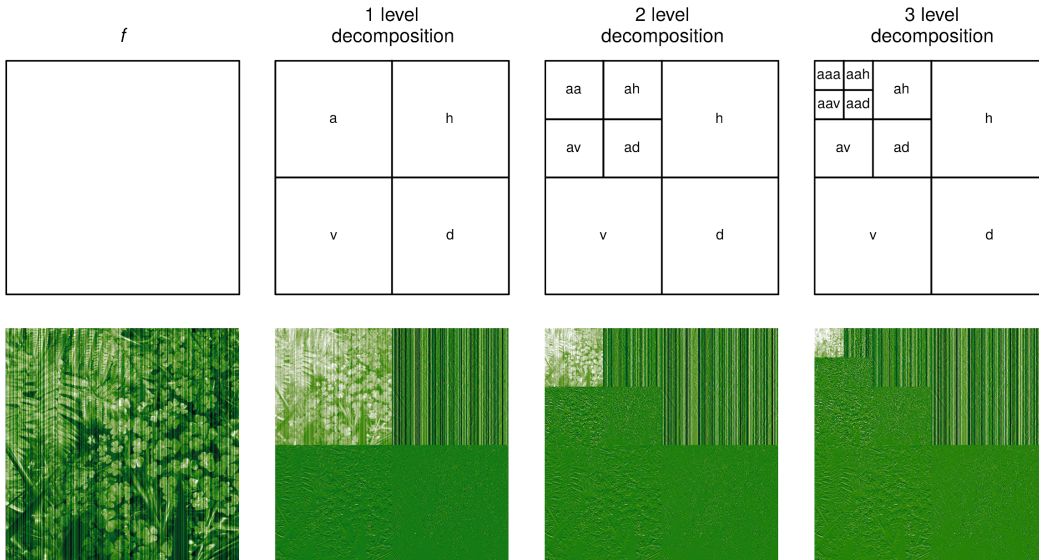 f
1 level
decomposition
2 level
decomposition
3 level
decomposition
a
h
v
d
aa
ah
av
ad
h
v
d
aaa
aah
aav
aad
ah
av
ad
h
v
d